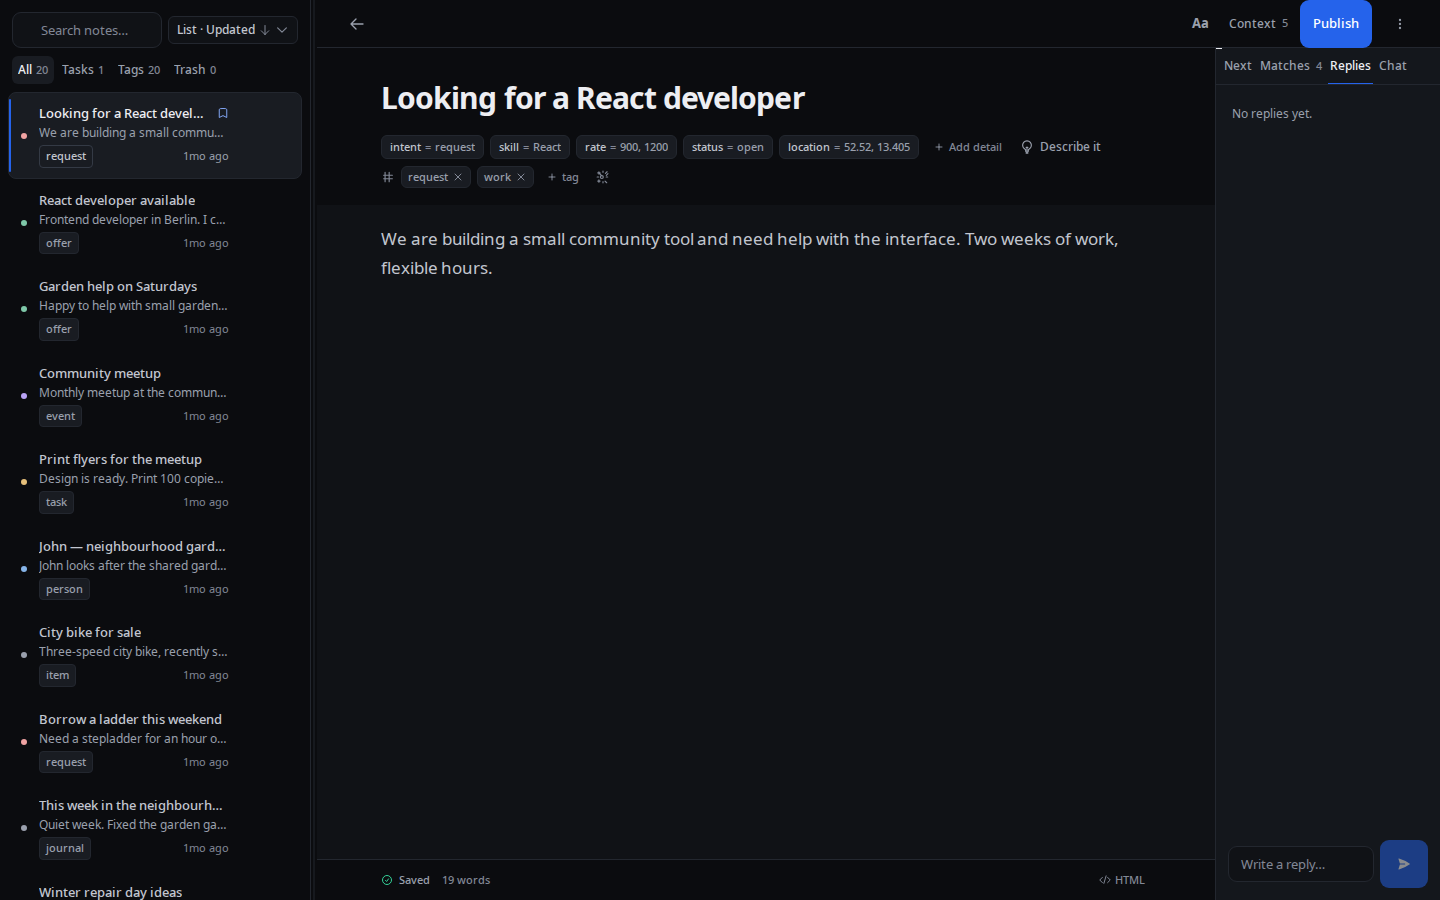 Search notes...
List · Updated
All 20
Tasks 1
Tags 20
Trash 0
Looking for a React devel...
We are building a small commu...
request
1mo ago
React developer available
Frontend developer in Berlin. I c...
offer
1mo ago
Garden help on Saturdays
Happy to help with small garden...
offer
1mo ago
Community meetup
Monthly meetup at the commun...
event
1mo ago
Print flyers for the meetup
Design is ready. Print 100 copie...
task
1mo ago
John — neighbourhood gard...
John looks after the shared gard...
person
1mo ago
City bike for sale
Three-speed city bike, recently s...
item
1mo ago
Borrow a ladder this weekend
Need a stepladder for an hour o...
request
1mo ago
This week in the neighbourh...
Quiet week. Fixed the garden ga...
journal
1mo ago
Winter repair day ideas
Aa
Context 5
Publish
Looking for a React developer
intent = request
skill = React
rate = 900, 1200
status = open
location = 52.52, 13.405
+ Add detail
Describe it
# request
work
+ tag
We are building a small community tool and need help with the interface. Two weeks of work,
flexible hours.
Saved
19 words
</> HTML
Next
Matches 4
Replies
Chat
No replies yet.
Write a reply...